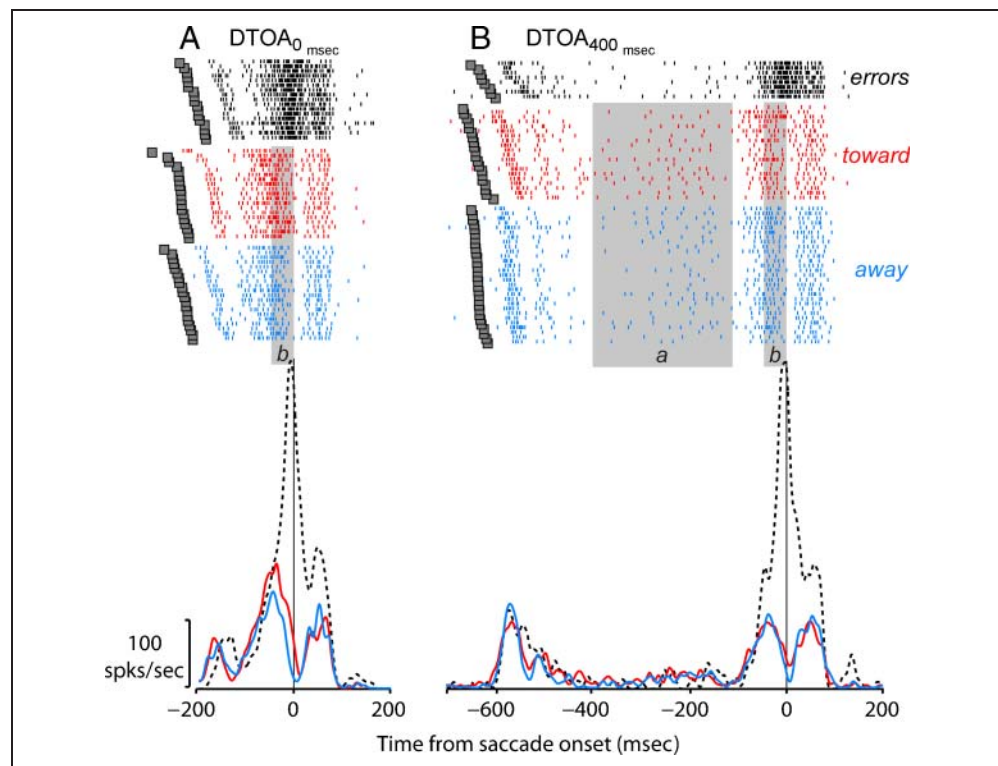 A DTOA0 msec
B DTOA400 msec
errors
toward
away
b
a
b
100
spks/sec
−200 0 200
−600 −400 −200 0 200
Time from saccade onset (msec)